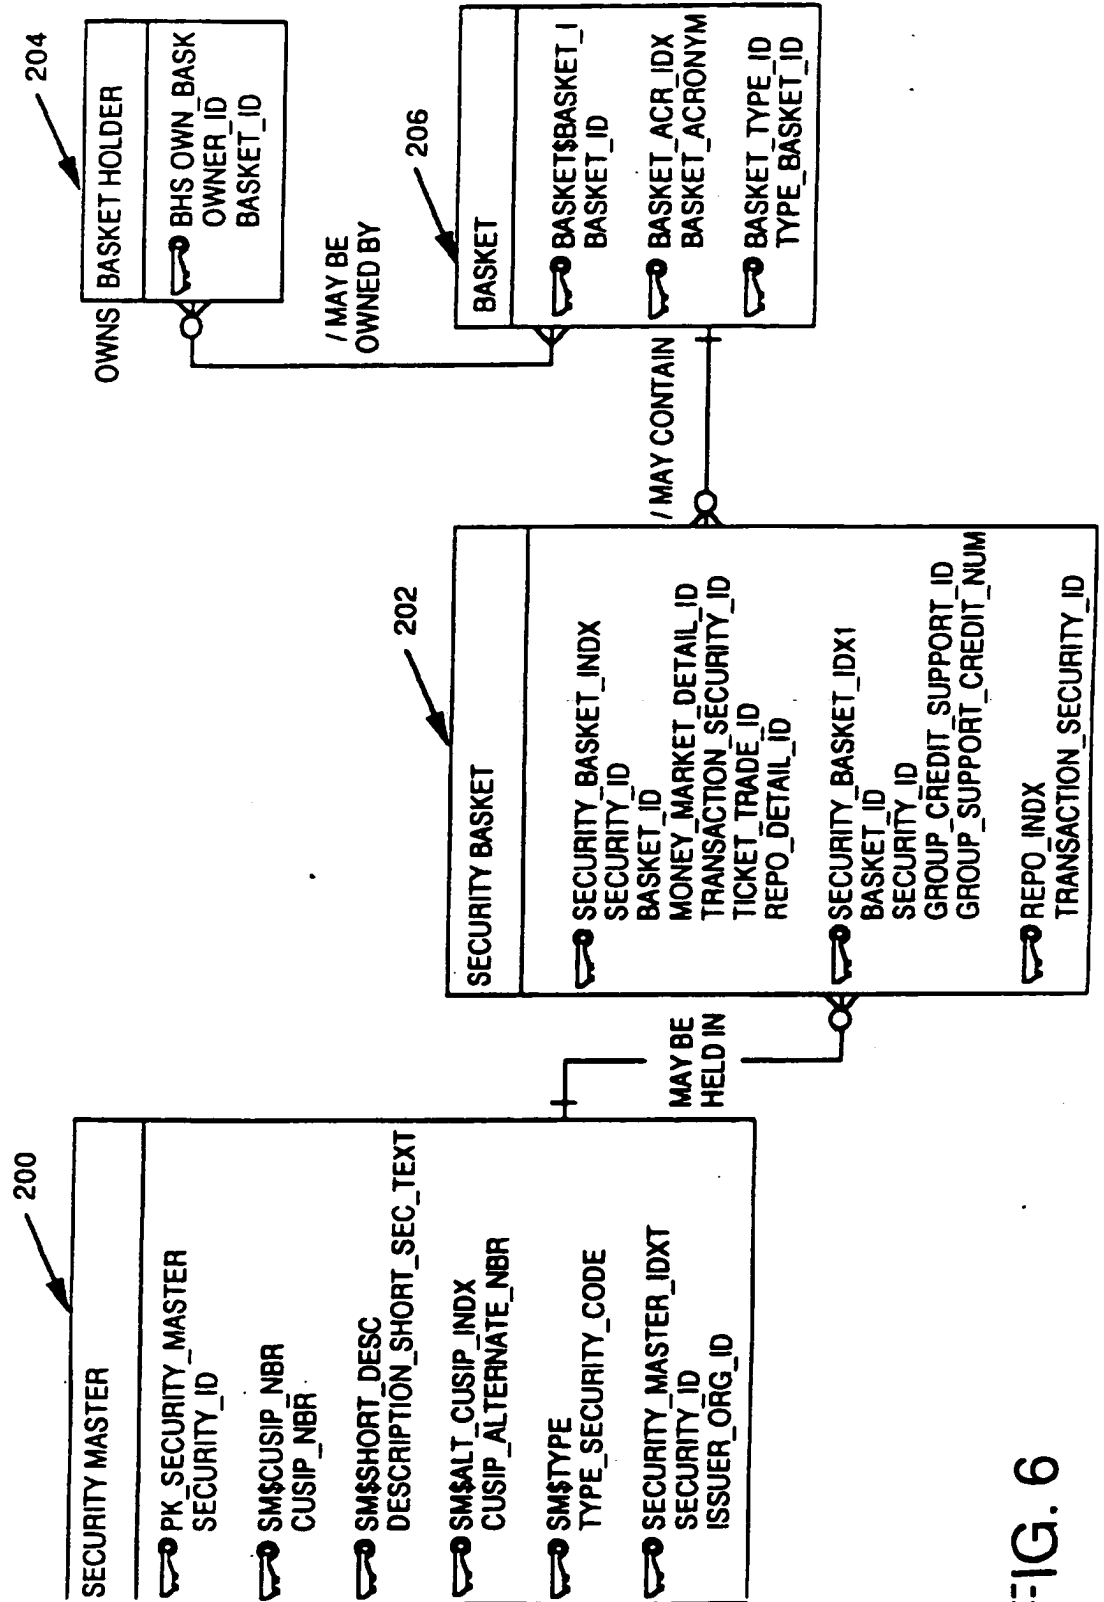 200
SECURITY MASTER
PK_SECURITY_MASTER
SECURITY_ID
SM$CUSIP_NBR
CUSIP_NBR
SM$SHORT_DESC
DESCRIPTION_SHORT_SEC_TEXT
SM$ALT_CUSIP_INDX
CUSIP_ALTERNATE_NBR
SM$TYPE
TYPE_SECURITY_CODE
SECURITY_MASTER_IDXT
SECURITY_ID
ISSUER_ORG_ID
MAY BE
HELD IN
202
SECURITY BASKET
SECURITY_BASKET_INDX
SECURITY_ID
BASKET_ID
MONEY_MARKET_DETAIL_ID
TRANSACTION_SECURITY_ID
TICKET_TRADE_ID
REPO_DETAIL_ID
SECURITY_BASKET_IDX1
BASKET_ID
SECURITY_ID
GROUP_CREDIT_SUPPORT_ID
GROUP_SUPPORT_CREDIT_NUM
REPO_INDX
TRANSACTION_SECURITY_ID
/ MAY CONTAIN
204
OWNS
BASKET HOLDER
BHS OWN_BASK
OWNER_ID
BASKET_ID
/ MAY BE
OWNED BY
206
BASKET
BASKET$BASKET_I
BASKET_ID
BASKET_ACR_IDX
BASKET_ACRONYM
BASKET_TYPE_ID
TYPE_BASKET_ID
FIG. 6